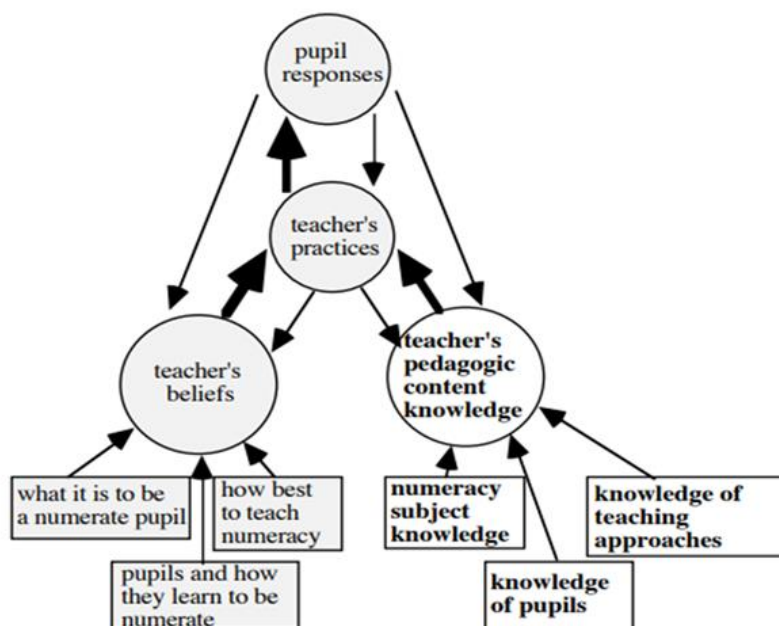 pupil
responses
teacher's
practices
teacher's
beliefs
teacher's
pedagogic
content
knowledge
what it is to be
a numerate pupil
how best
to teach
numeracy
pupils and how
they learn to be
numerate
numeracy
subject
knowledge
knowledge of
teaching
approaches
knowledge
of pupils